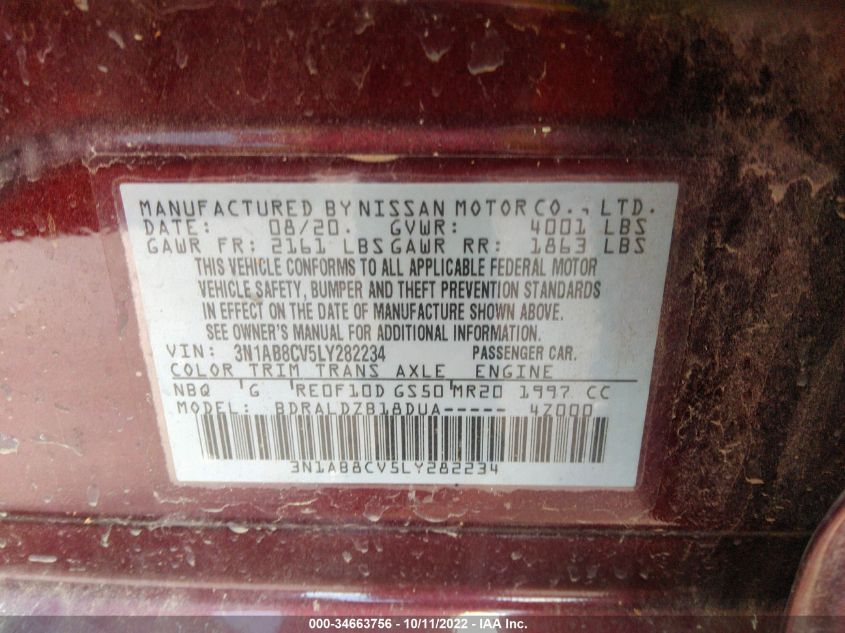 MANUFACTURED BY NISSAN MOTOR CO., LTD.
DATE: 08/20. GVWR: 4001 LBS
GAWR FR: 2161 LBS GAWR RR: 1863 LBS
THIS VEHICLE CONFORMS TO ALL APPLICABLE FEDERAL MOTOR
VEHICLE SAFETY, BUMPER AND THEFT PREVENTION STANDARDS
IN EFFECT ON THE DATE OF MANUFACTURE SHOWN ABOVE.
SEE OWNER'S MANUAL FOR ADDITIONAL INFORMATION.
VIN: 3N1AB8CV5LY282234 PASSENGER CAR.
COLOR TRIM TRANS AXLE ENGINE
NBQ G RE0F10D GS50 MR20 1997 CC
MODEL: BDRALDZB18DUA----- 4Z000
3N1AB8CV5LY282234
000-34663756 - 10/11/2022 - IAA Inc.